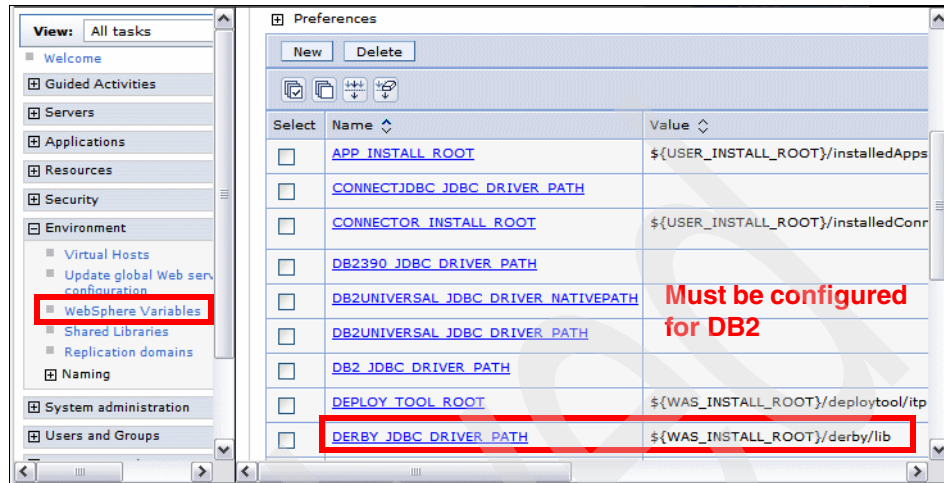 View: All tasks
Welcome
Guided Activities
Servers
Applications
Resources
Security
Environment
Virtual Hosts
Update global Web serv
configuration
WebSphere Variables
Shared Libraries
Replication domains
Naming
System administration
Users and Groups
Preferences
New Delete
Select Name Value
APP_INSTALL_ROOT ${USER_INSTALL_ROOT}/installedApps
CONNECTJDBC_JDBC_DRIVER_PATH
CONNECTOR_INSTALL_ROOT ${USER_INSTALL_ROOT}/installedConn
DB2390_JDBC_DRIVER_PATH
DB2UNIVERSAL_JDBC_DRIVER_NATIVEPATH
DB2UNIVERSAL_JDBC_DRIVER_PATH
Must be configured
for DB2
DB2_JDBC_DRIVER_PATH
DEPLOY_TOOL_ROOT ${WAS_INSTALL_ROOT}/deploytool/itp
DERBY_JDBC_DRIVER_PATH ${WAS_INSTALL_ROOT}/derby/lib